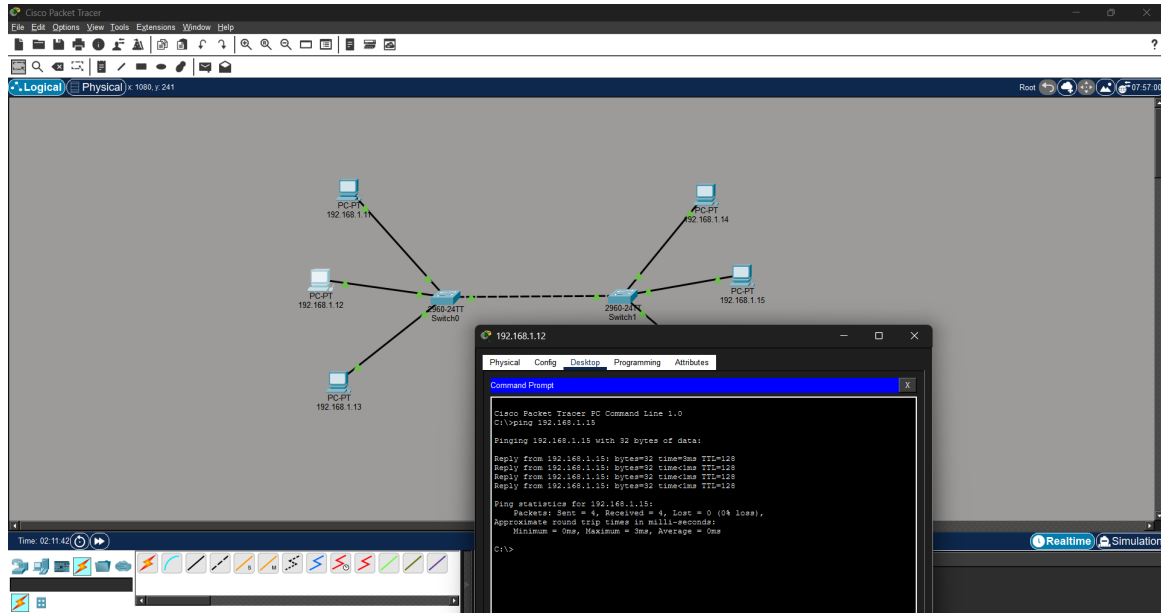 Cisco Packet Tracer
File Edit Options View Tools Extensions Window Help
?
Logical Physical x: 1080, y: 241
Root 07:57:00
PC-PT
192.168.1.11
PC-PT
192.168.1.14
PC-PT
192.168.1.12
2960-24TT
Switch0
2960-24TT
Switch1
PC-PT
192.168.1.15
PC-PT
192.168.1.13
192.168.1.12
Physical Config Desktop Programming Attributes
Command Prompt
X
Cisco Packet Tracer PC Command Line 1.0
C:\>ping 192.168.1.15
Pinging 192.168.1.15 with 32 bytes of data:
Reply from 192.168.1.15: bytes=32 time=3ms TTL=128
Reply from 192.168.1.15: bytes=32 time<1ms TTL=128
Reply from 192.168.1.15: bytes=32 time<1ms TTL=128
Reply from 192.168.1.15: bytes=32 time<1ms TTL=128
Ping statistics for 192.168.1.15:
Packets: Sent = 4, Received = 4, Lost = 0 (0% loss),
Approximate round trip times in milli-seconds:
Minimum = 0ms, Maximum = 3ms, Average = 0ms
C:\>
Time: 02:11:42
Realtime Simulation